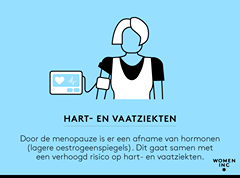 HART- EN VAATZIEKTEN
Door de menopauze is er een afname van hormonen
(lagere oestrogeenspiegels). Dit gaat samen met
een verhoogd risico op hart- en vaatziekten.
WOMEN
INC